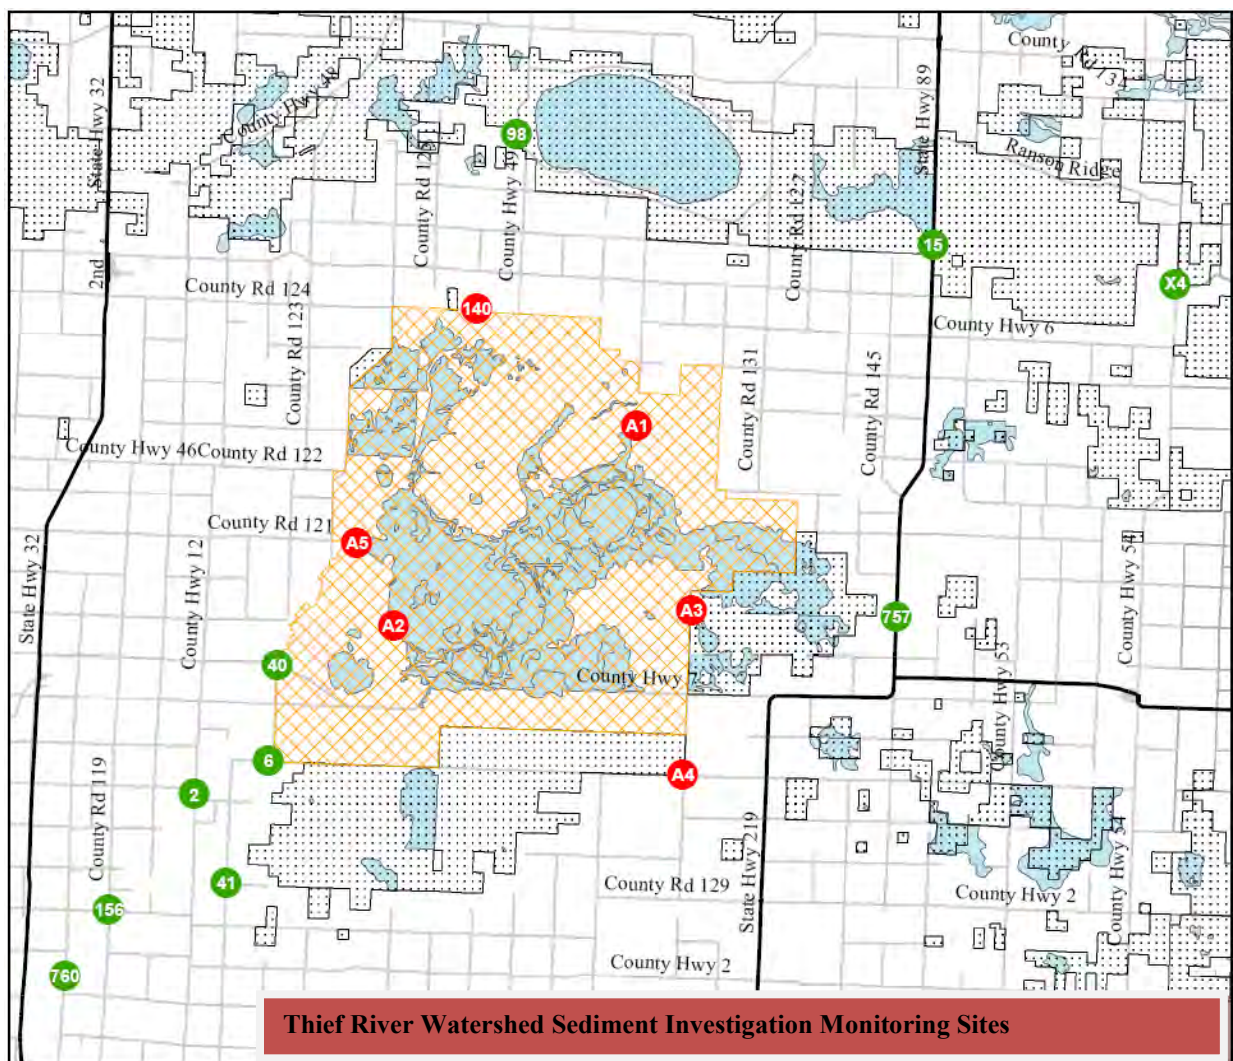 County Rd 134
State Hwy 32
County Hwy 48
98
State Hwy 89
County Hwy 49
Ranson Ridge
County Rd 127
15
2nd
X4
County Rd 124
140
County Hwy 6
County Rd 123
County Rd 131
County Rd 145
A1
County Hwy 46
County Rd 122
County Rd 121
A5
State Hwy 32
County Hwy 12
County Hwy 54
A3
757
A2
40
County Hwy 7
County Hwy 53
6
A4
2
County Rd 119
State Hwy 219
County Hwy 54
41
County Rd 129
County Hwy 2
156
County Hwy 2
760
Thief River Watershed Sediment Investigation Monitoring Sites